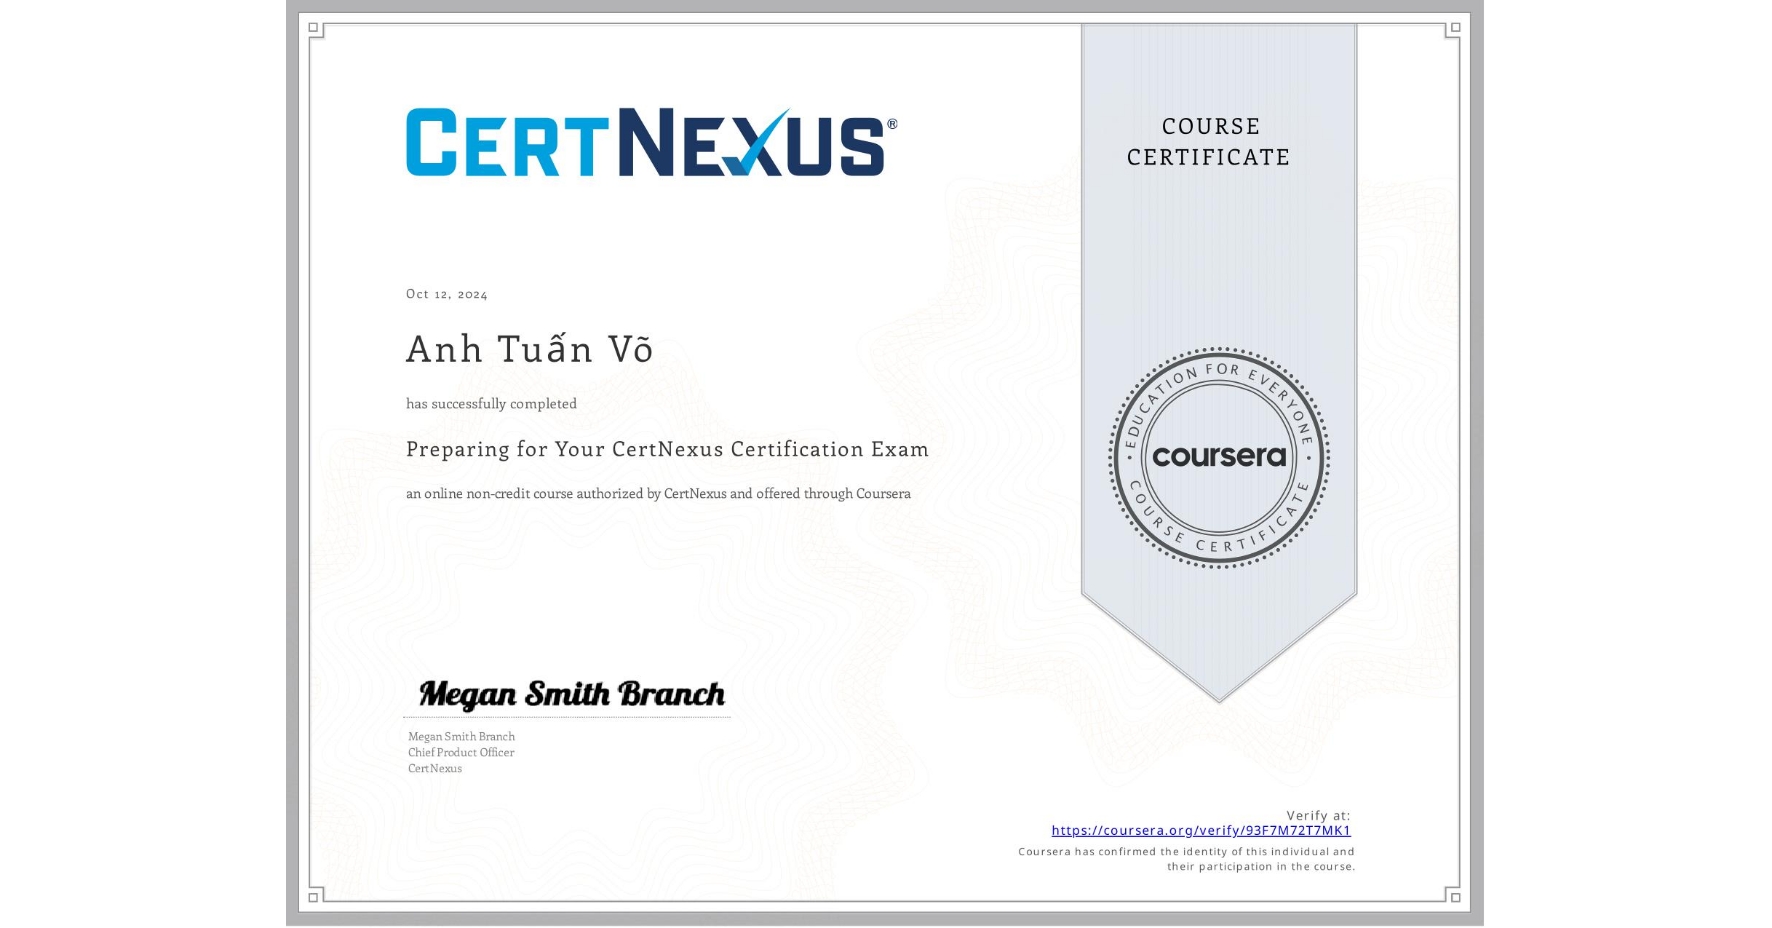 CERTNEXUS®
COURSE
CERTIFICATE
Oct 12, 2024
Anh Tuấn Võ
has successfully completed
Preparing for Your CertNexus Certification Exam
an online non-credit course authorized by CertNexus and offered through Coursera
EDUCATION FOR EVERYONE
coursera
COURSE CERTIFICATE
Megan Smith Branch
Megan Smith Branch
Chief Product Officer
CertNexus
Verify at:
https://coursera.org/verify/93F7M72T7MK1
Coursera has confirmed the identity of this individual and
their participation in the course.